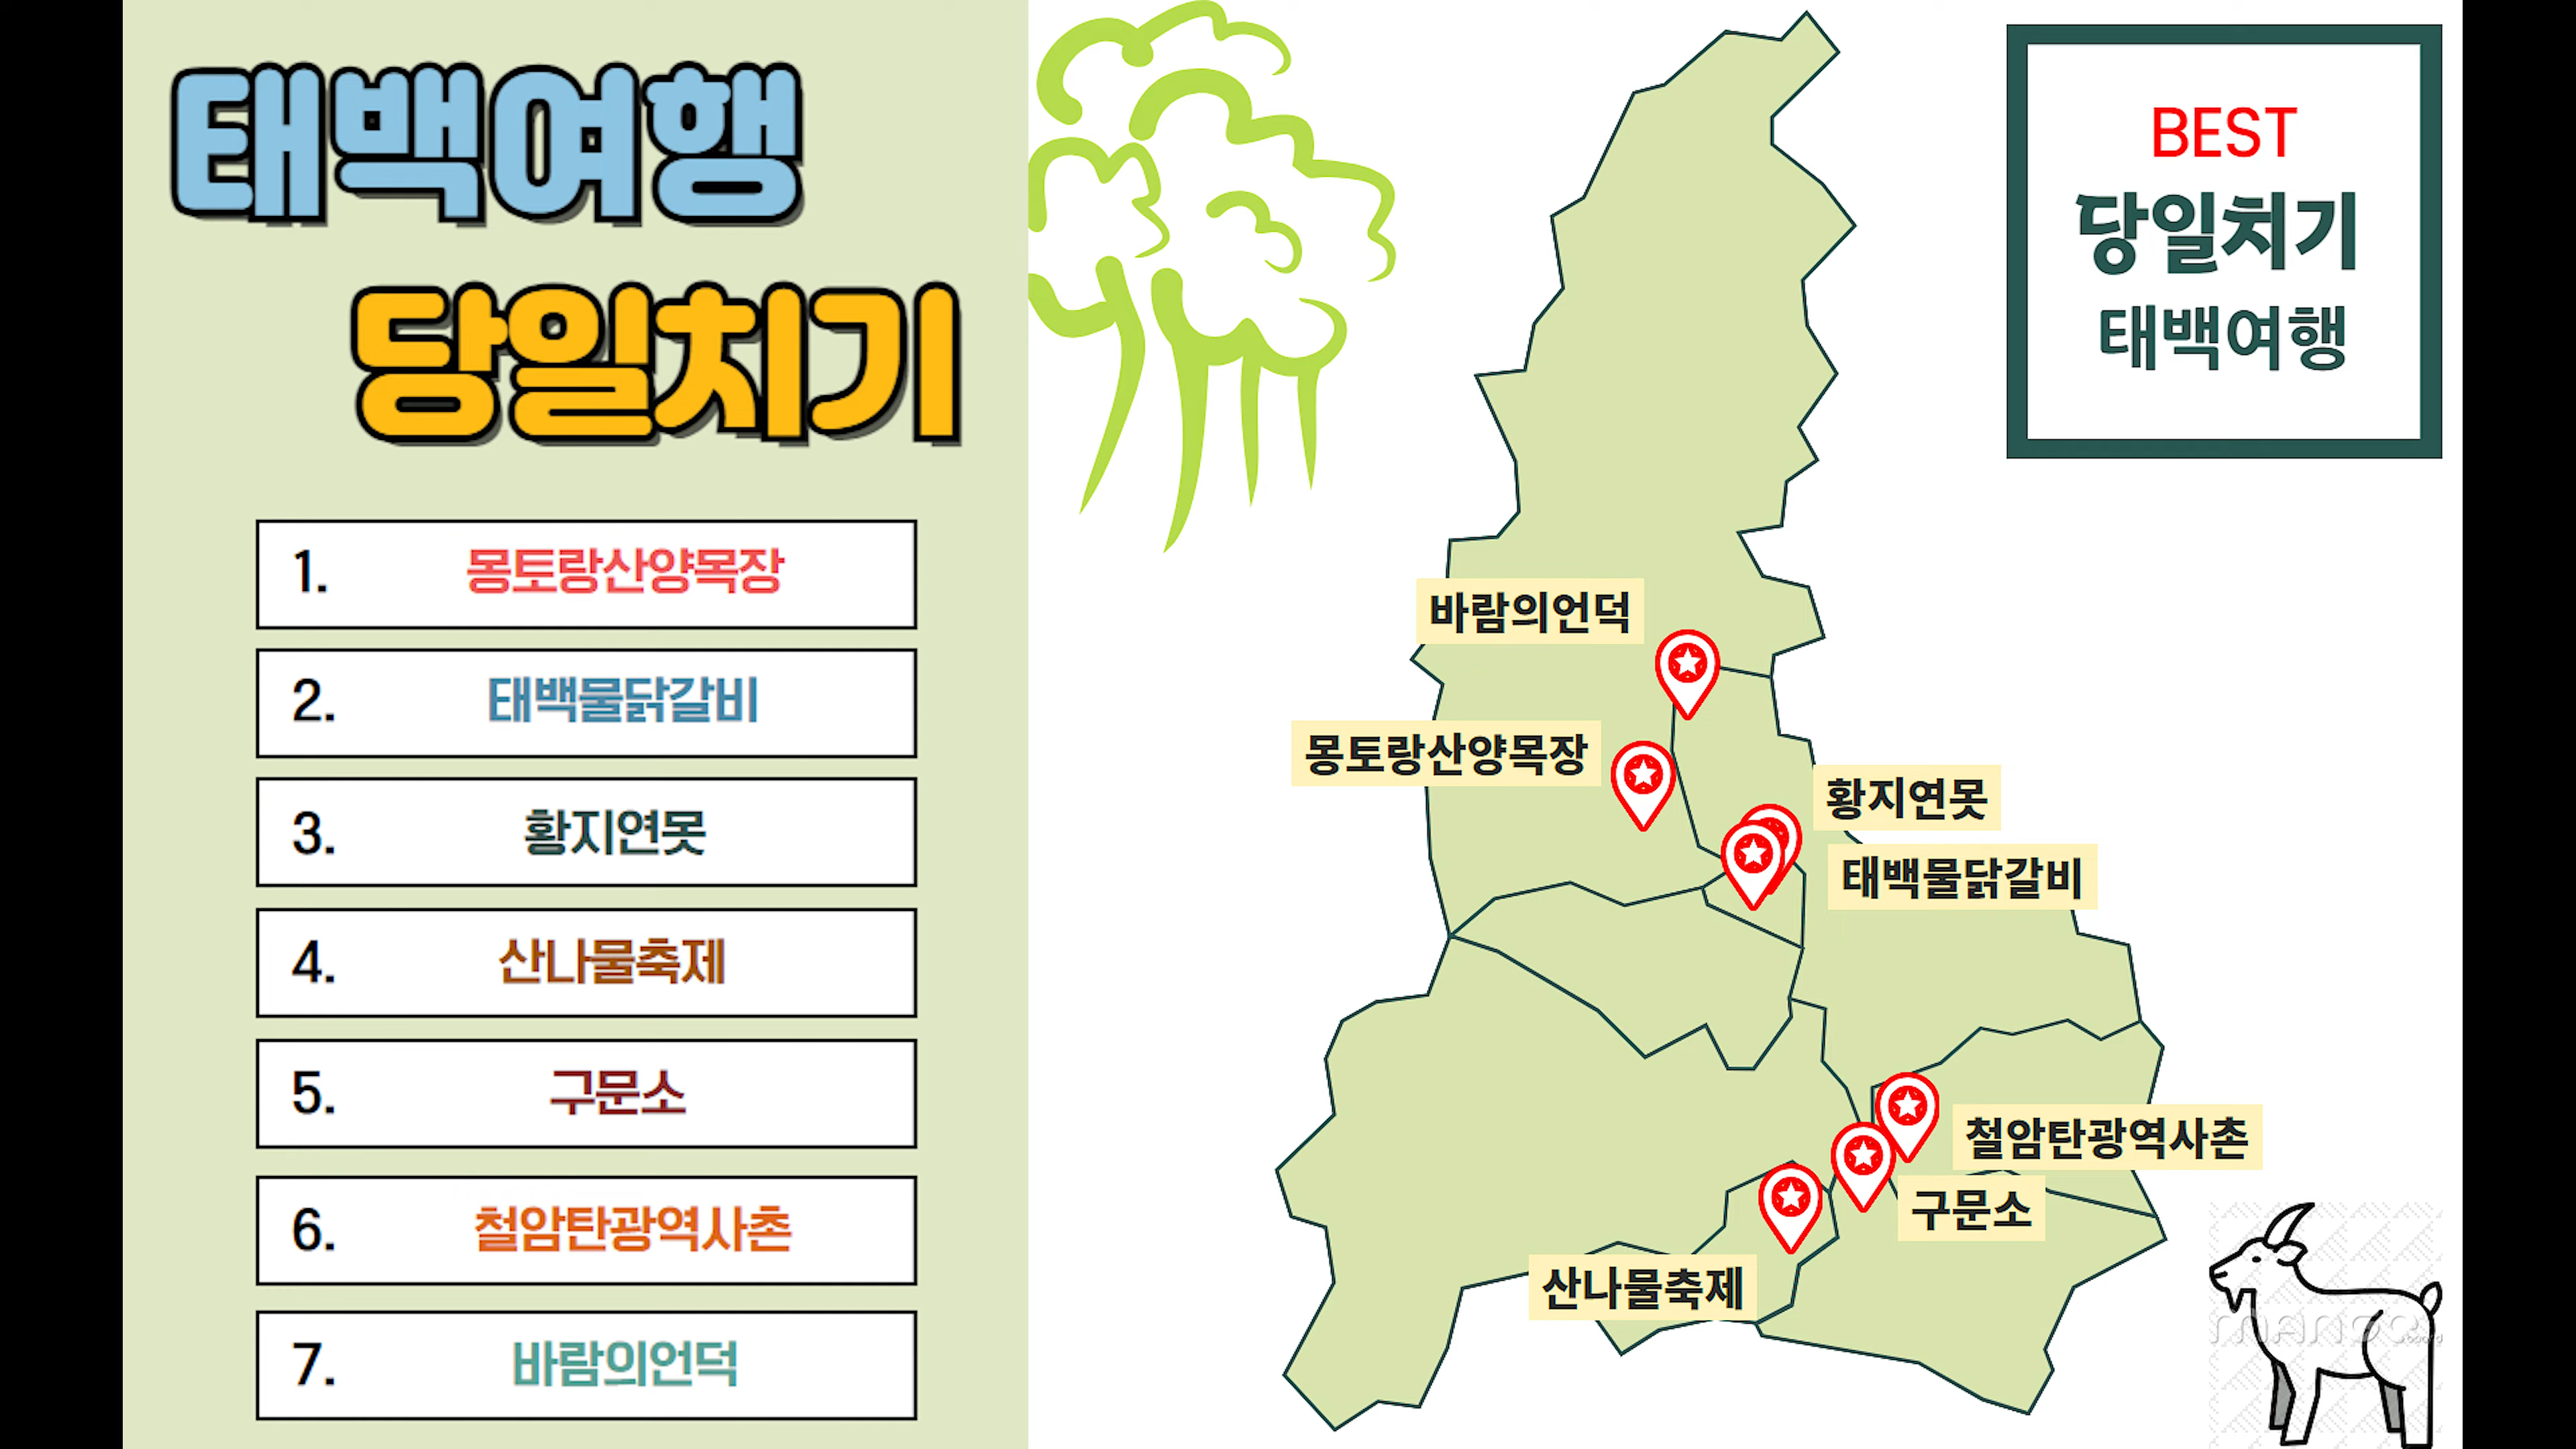 태백여행
당일치기
1. 몽토랑산양목장
2. 태백물닭갈비
3. 황지연못
4. 산나물축제
5. 구문소
6. 철암탄광역사촌
7. 바람의언덕
BEST
당일치기
태백여행
바람의언덕
몽토랑산양목장
황지연못
태백물닭갈비
철암탄광역사촌
구문소
산나물축제